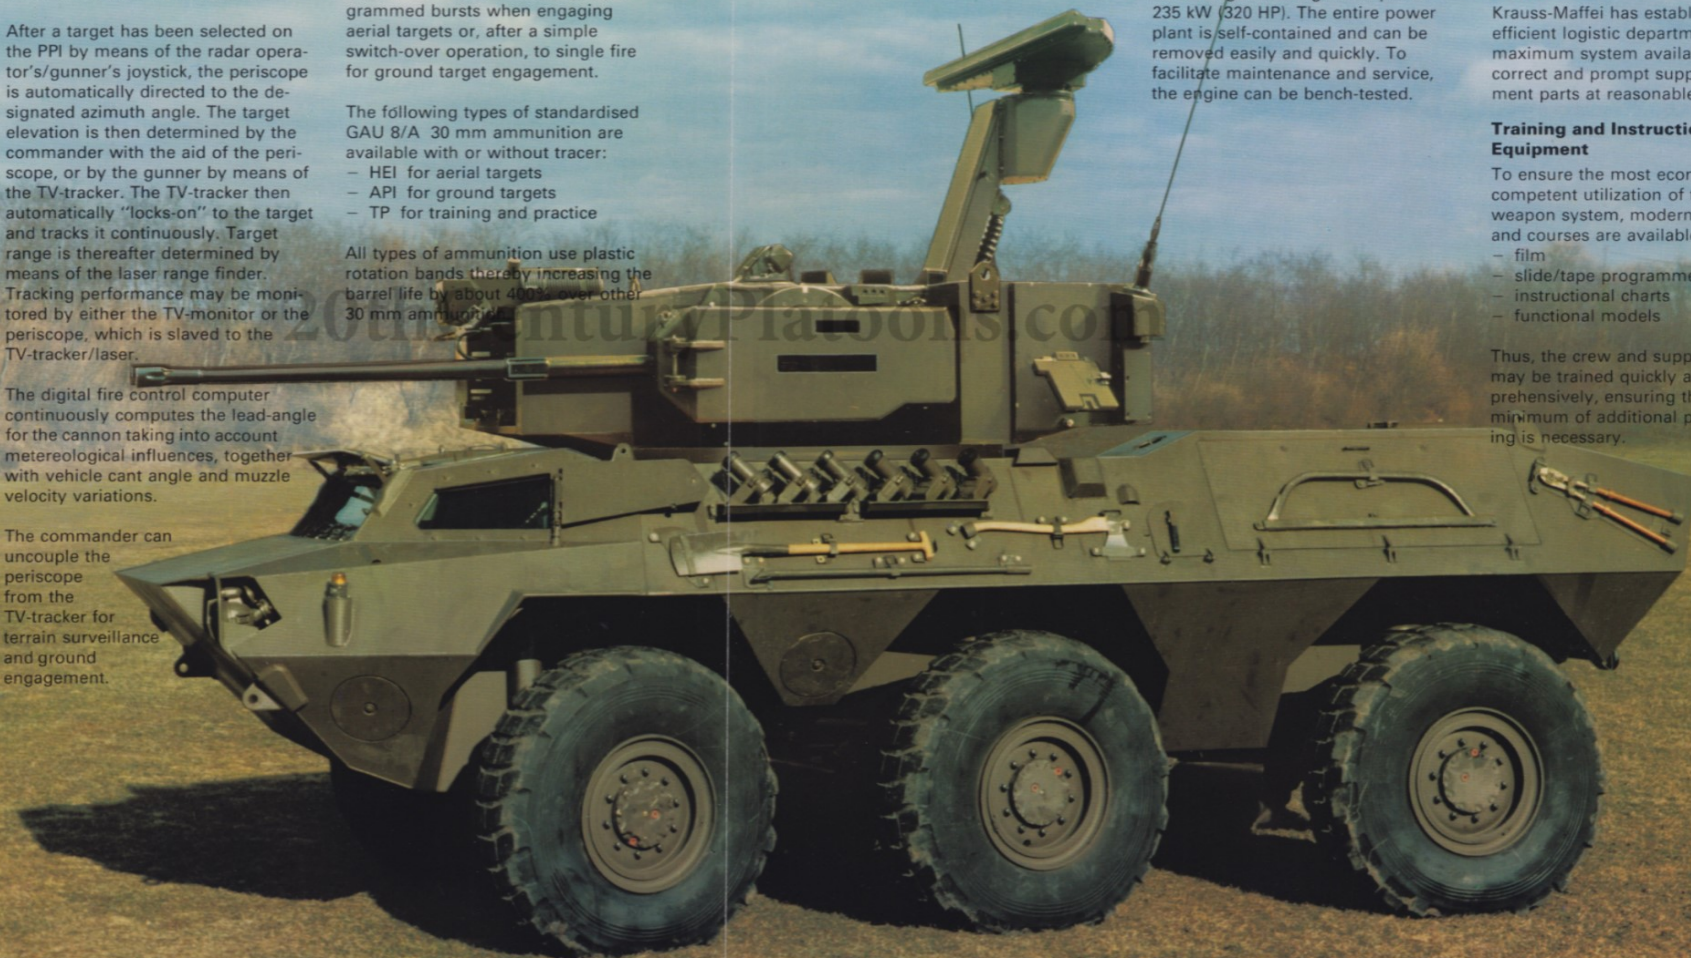 After a target has been selected on
the PPI by means of the radar opera-
tor's/gunner's joystick, the periscope
is automatically directed to the de-
signated azimuth angle. The target
elevation is then determined by the
commander with the aid of the peri-
scope, or by the gunner by means of
the TV-tracker. The TV-tracker then
automatically "locks-on" to the target
and tracks it continuously. Target
range is thereafter determined by
means of the laser range finder.
Tracking performance may be moni-
tored by either the TV-monitor or the
periscope, which is slaved to the
TV-tracker/laser.
The digital fire control computer
continuously computes the lead-angle
for the cannon taking into account
metereological influences, together
with vehicle cant angle and muzzle
velocity variations.
The commander can
uncouple the
periscope
from the
TV-tracker for
terrain surveillance
and ground
engagement.
grammed bursts when engaging
aerial targets or, after a simple
switch-over operation, to single fire
for ground target engagement.
The following types of standardised
GAU 8/A 30 mm ammunition are
available with or without tracer:
– HEI for aerial targets
– API for ground targets
– TP for training and practice
All types of ammunition use plastic
rotation bands thereby increasing the
barrel life by about 400% over other
30 mm ammunition.
235 kW (320 HP). The entire power
plant is self-contained and can be
removed easily and quickly. To
facilitate maintenance and service,
the engine can be bench-tested.
Krauss-Maffei has establ
efficient logistic departm
maximum system availa
correct and prompt supp
ment parts at reasonable
Training and Instructi
Equipment
To ensure the most econ
competent utilization of
weapon system, modern
and courses are available
– film
– slide/tape programme
– instructional charts
– functional models
Thus, the crew and supp
may be trained quickly a
prehensively, ensuring th
minimum of additional p
ing is necessary.
20thCenturyPlatoons.com